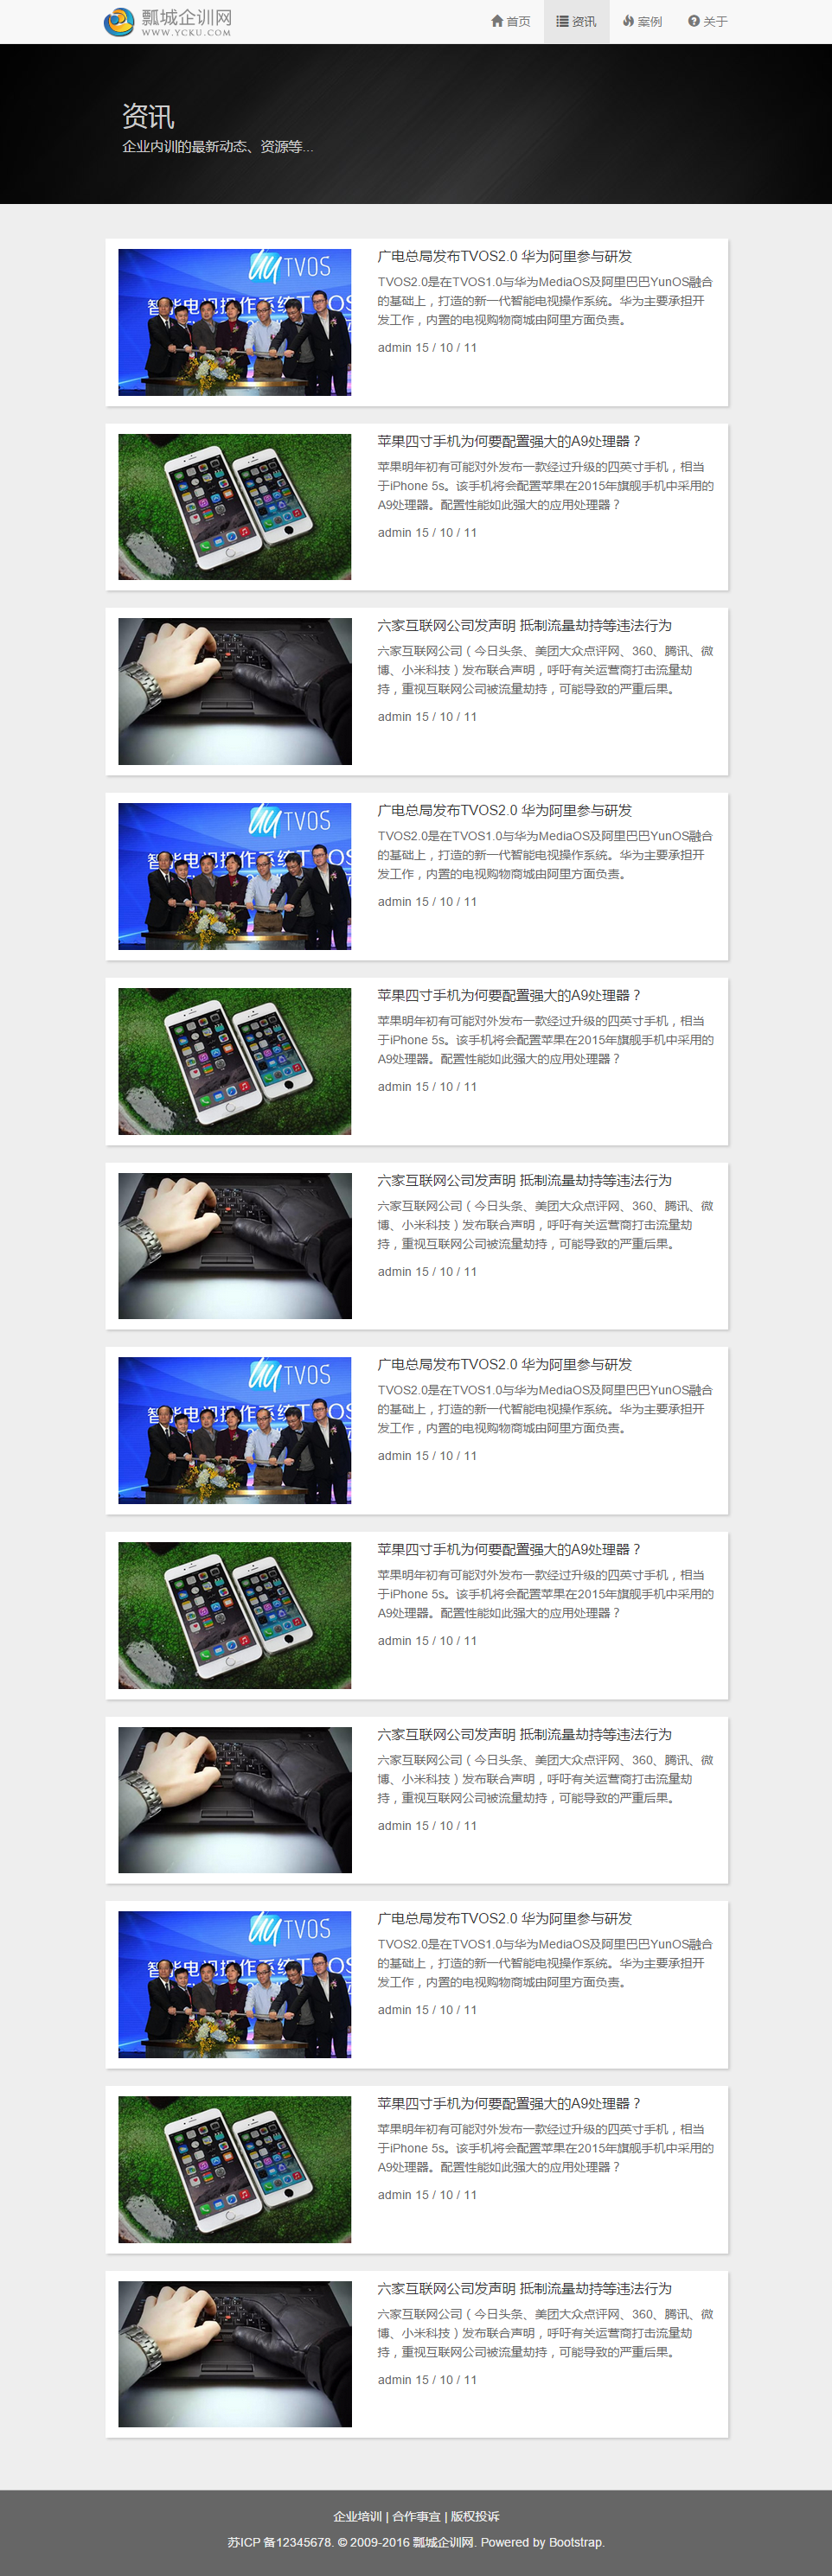 瓢城企训网
WWW.YCKU.COM
首页 资讯 案例 关于
资讯
企业内训的最新动态、资源等...
TVOS
智能电视操作系统TVOS
广电总局发布TVOS2.0 华为阿里参与研发
TVOS2.0是在TVOS1.0与华为MediaOS及阿里巴巴YunOS融合
的基础上，打造的新一代智能电视操作系统。华为主要承担开
发工作，内置的电视购物商城由阿里方面负责。
admin 15 / 10 / 11
苹果四寸手机为何要配置强大的A9处理器？
苹果明年初有可能对外发布一款经过升级的四英寸手机，相当
于iPhone 5s。该手机将会配置苹果在2015年旗舰手机中采用的
A9处理器。配置性能如此强大的应用处理器？
admin 15 / 10 / 11
六家互联网公司发声明 抵制流量劫持等违法行为
六家互联网公司（今日头条、美团大众点评网、360、腾讯、微
博、小米科技）发布联合声明，呼吁有关运营商打击流量劫
持，重视互联网公司被流量劫持，可能导致的严重后果。
admin 15 / 10 / 11
TVOS
智能电视操作系统TVOS
广电总局发布TVOS2.0 华为阿里参与研发
TVOS2.0是在TVOS1.0与华为MediaOS及阿里巴巴YunOS融合
的基础上，打造的新一代智能电视操作系统。华为主要承担开
发工作，内置的电视购物商城由阿里方面负责。
admin 15 / 10 / 11
苹果四寸手机为何要配置强大的A9处理器？
苹果明年初有可能对外发布一款经过升级的四英寸手机，相当
于iPhone 5s。该手机将会配置苹果在2015年旗舰手机中采用的
A9处理器。配置性能如此强大的应用处理器？
admin 15 / 10 / 11
六家互联网公司发声明 抵制流量劫持等违法行为
六家互联网公司（今日头条、美团大众点评网、360、腾讯、微
博、小米科技）发布联合声明，呼吁有关运营商打击流量劫
持，重视互联网公司被流量劫持，可能导致的严重后果。
admin 15 / 10 / 11
TVOS
智能电视操作系统TVOS
广电总局发布TVOS2.0 华为阿里参与研发
TVOS2.0是在TVOS1.0与华为MediaOS及阿里巴巴YunOS融合
的基础上，打造的新一代智能电视操作系统。华为主要承担开
发工作，内置的电视购物商城由阿里方面负责。
admin 15 / 10 / 11
苹果四寸手机为何要配置强大的A9处理器？
苹果明年初有可能对外发布一款经过升级的四英寸手机，相当
于iPhone 5s。该手机将会配置苹果在2015年旗舰手机中采用的
A9处理器。配置性能如此强大的应用处理器？
admin 15 / 10 / 11
六家互联网公司发声明 抵制流量劫持等违法行为
六家互联网公司（今日头条、美团大众点评网、360、腾讯、微
博、小米科技）发布联合声明，呼吁有关运营商打击流量劫
持，重视互联网公司被流量劫持，可能导致的严重后果。
admin 15 / 10 / 11
TVOS
智能电视操作系统TVOS
广电总局发布TVOS2.0 华为阿里参与研发
TVOS2.0是在TVOS1.0与华为MediaOS及阿里巴巴YunOS融合
的基础上，打造的新一代智能电视操作系统。华为主要承担开
发工作，内置的电视购物商城由阿里方面负责。
admin 15 / 10 / 11
苹果四寸手机为何要配置强大的A9处理器？
苹果明年初有可能对外发布一款经过升级的四英寸手机，相当
于iPhone 5s。该手机将会配置苹果在2015年旗舰手机中采用的
A9处理器。配置性能如此强大的应用处理器？
admin 15 / 10 / 11
六家互联网公司发声明 抵制流量劫持等违法行为
六家互联网公司（今日头条、美团大众点评网、360、腾讯、微
博、小米科技）发布联合声明，呼吁有关运营商打击流量劫
持，重视互联网公司被流量劫持，可能导致的严重后果。
admin 15 / 10 / 11
企业培训 | 合作事宜 | 版权投诉
苏ICP 备12345678. © 2009-2016 瓢城企训网. Powered by Bootstrap.